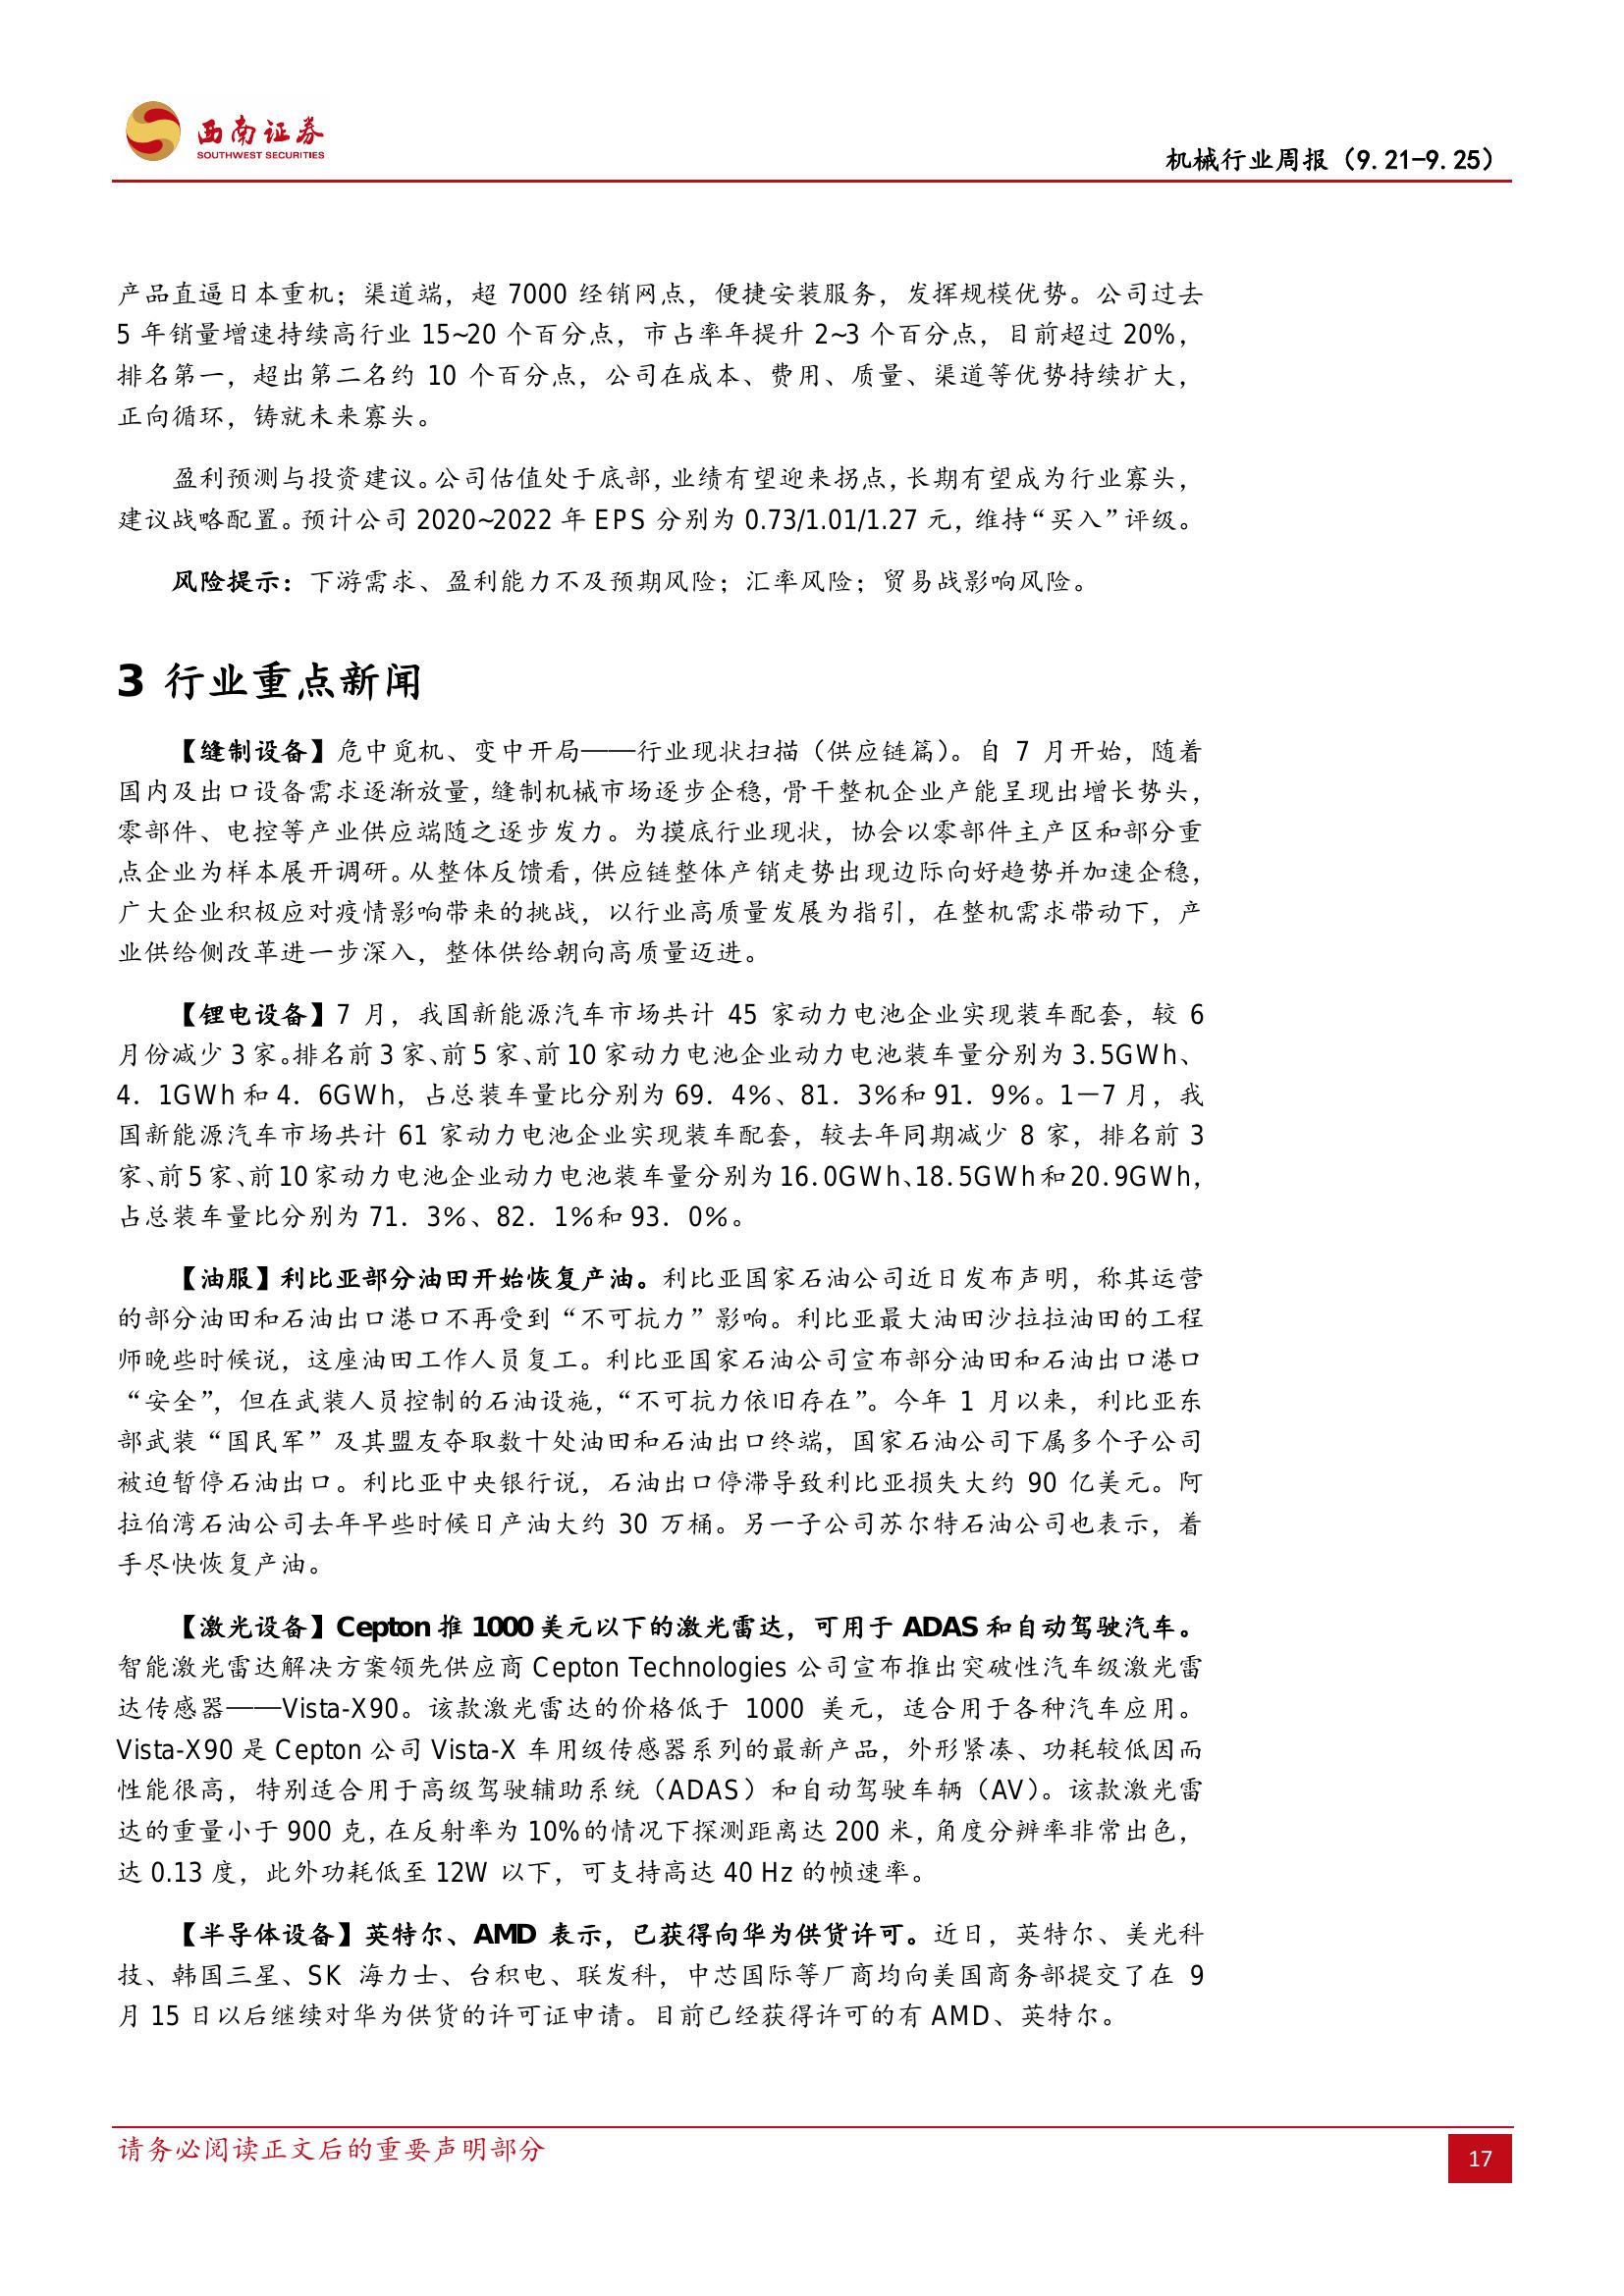 西南证券
SOUTHWEST SECURITIES
机械行业周报（9.21-9.25）
产品直逼日本重机；渠道端，超 7000 经销网点，便捷安装服务，发挥规模优势。公司过去
5 年销量增速持续高行业 15~20 个百分点，市占率年提升 2~3 个百分点，目前超过 20%，
排名第一，超出第二名约 10 个百分点，公司在成本、费用、质量、渠道等优势持续扩大，
正向循环，铸就未来寡头。
盈利预测与投资建议。公司估值处于底部，业绩有望迎来拐点，长期有望成为行业寡头，
建议战略配置。预计公司 2020~2022 年 EPS 分别为 0.73/1.01/1.27 元，维持“买入”评级。
风险提示：下游需求、盈利能力不及预期风险；汇率风险；贸易战影响风险。
3 行业重点新闻
【缝制设备】危中觅机、变中开局——行业现状扫描（供应链篇）。自 7 月开始，随着
国内及出口设备需求逐渐放量，缝制机械市场逐步企稳，骨干整机企业产能呈现出增长势头，
零部件、电控等产业供应端随之逐步发力。为摸底行业现状，协会以零部件主产区和部分重
点企业为样本展开调研。从整体反馈看，供应链整体产销走势出现边际向好趋势并加速企稳，
广大企业积极应对疫情影响带来的挑战，以行业高质量发展为指引，在整机需求带动下，产
业供给侧改革进一步深入，整体供给朝向高质量迈进。
【锂电设备】7 月，我国新能源汽车市场共计 45 家动力电池企业实现装车配套，较 6
月份减少 3 家。排名前 3 家、前 5 家、前 10 家动力电池企业动力电池装车量分别为 3.5GWh、
4．1GWh 和 4．6GWh，占总装车量比分别为 69．4%、81．3%和 91．9%。1－7 月，我
国新能源汽车市场共计 61 家动力电池企业实现装车配套，较去年同期减少 8 家，排名前 3
家、前 5 家、前 10 家动力电池企业动力电池装车量分别为 16.0GWh、18.5GWh 和 20.9GWh，
占总装车量比分别为 71．3%、82．1%和 93．0%。
【油服】利比亚部分油田开始恢复产油。利比亚国家石油公司近日发布声明，称其运营
的部分油田和石油出口港口不再受到“不可抗力”影响。利比亚最大油田沙拉拉油田的工程
师晚些时候说，这座油田工作人员复工。利比亚国家石油公司宣布部分油田和石油出口港口
“安全”，但在武装人员控制的石油设施，“不可抗力依旧存在”。今年 1 月以来，利比亚东
部武装“国民军”及其盟友夺取数十处油田和石油出口终端，国家石油公司下属多个子公司
被迫暂停石油出口。利比亚中央银行说，石油出口停滞导致利比亚损失大约 90 亿美元。阿
拉伯湾石油公司去年早些时候日产油大约 30 万桶。另一子公司苏尔特石油公司也表示，着
手尽快恢复产油。
【激光设备】Cepton 推 1000 美元以下的激光雷达，可用于 ADAS 和自动驾驶汽车。
智能激光雷达解决方案领先供应商 Cepton Technologies 公司宣布推出突破性汽车级激光雷
达传感器——Vista-X90。该款激光雷达的价格低于 1000 美元，适合用于各种汽车应用。
Vista-X90 是 Cepton 公司 Vista-X 车用级传感器系列的最新产品，外形紧凑、功耗较低因而
性能很高，特别适合用于高级驾驶辅助系统（ADAS）和自动驾驶车辆（AV）。该款激光雷
达的重量小于 900 克，在反射率为 10%的情况下探测距离达 200 米，角度分辨率非常出色，
达 0.13 度，此外功耗低至 12W 以下，可支持高达 40 Hz 的帧速率。
【半导体设备】英特尔、AMD 表示，已获得向华为供货许可。近日，英特尔、美光科
技、韩国三星、SK 海力士、台积电、联发科，中芯国际等厂商均向美国商务部提交了在 9
月 15 日以后继续对华为供货的许可证申请。目前已经获得许可的有 AMD、英特尔。
请务必阅读正文后的重要声明部分
17